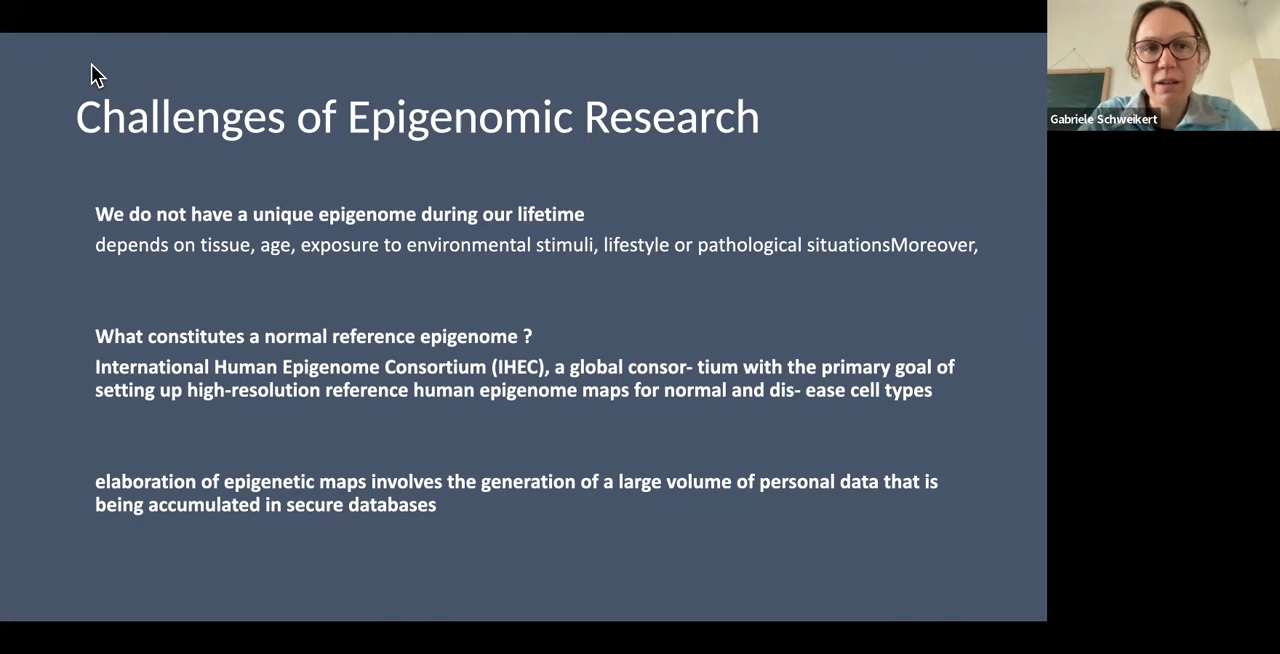 Challenges of Epigenomic Research
We do not have a unique epigenome during our lifetime
depends on tissue, age, exposure to environmental stimuli, lifestyle or pathological situationsMoreover,
What constitutes a normal reference epigenome ?
International Human Epigenome Consortium (IHEC), a global consor- tium with the primary goal of
setting up high-resolution reference human epigenome maps for normal and dis- ease cell types
elaboration of epigenetic maps involves the generation of a large volume of personal data that is
being accumulated in secure databases
Gabriele Schweikert